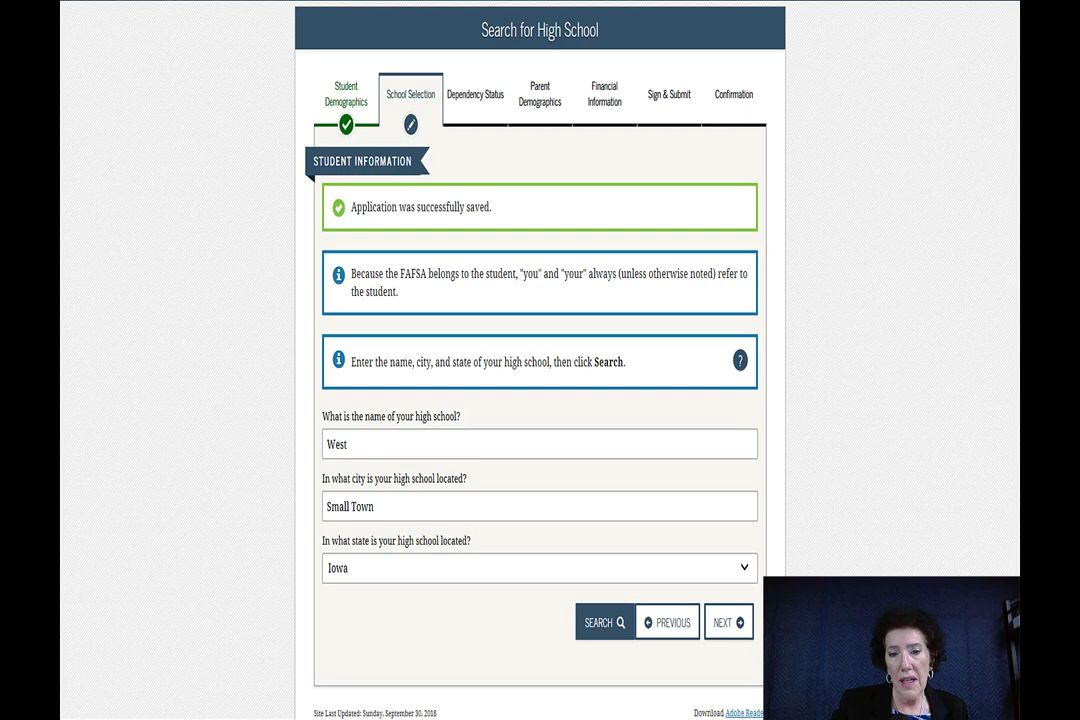 Search for High School
Student
Demographics
School Selection
Dependency Status
Parent
Demographics
Financial
Information
Sign & Submit
Confirmation
STUDENT INFORMATION
Application was successfully saved.
Because the FAFSA belongs to the student, "you" and "your" always (unless otherwise noted) refer to
the student.
Enter the name, city, and state of your high school, then click Search.
?
What is the name of your high school?
West
In what city is your high school located?
Small Town
In what state is your high school located?
Iowa
SEARCH
PREVIOUS
NEXT
Site Last Updated: Sunday, September 30, 2018
Download Adobe Reade